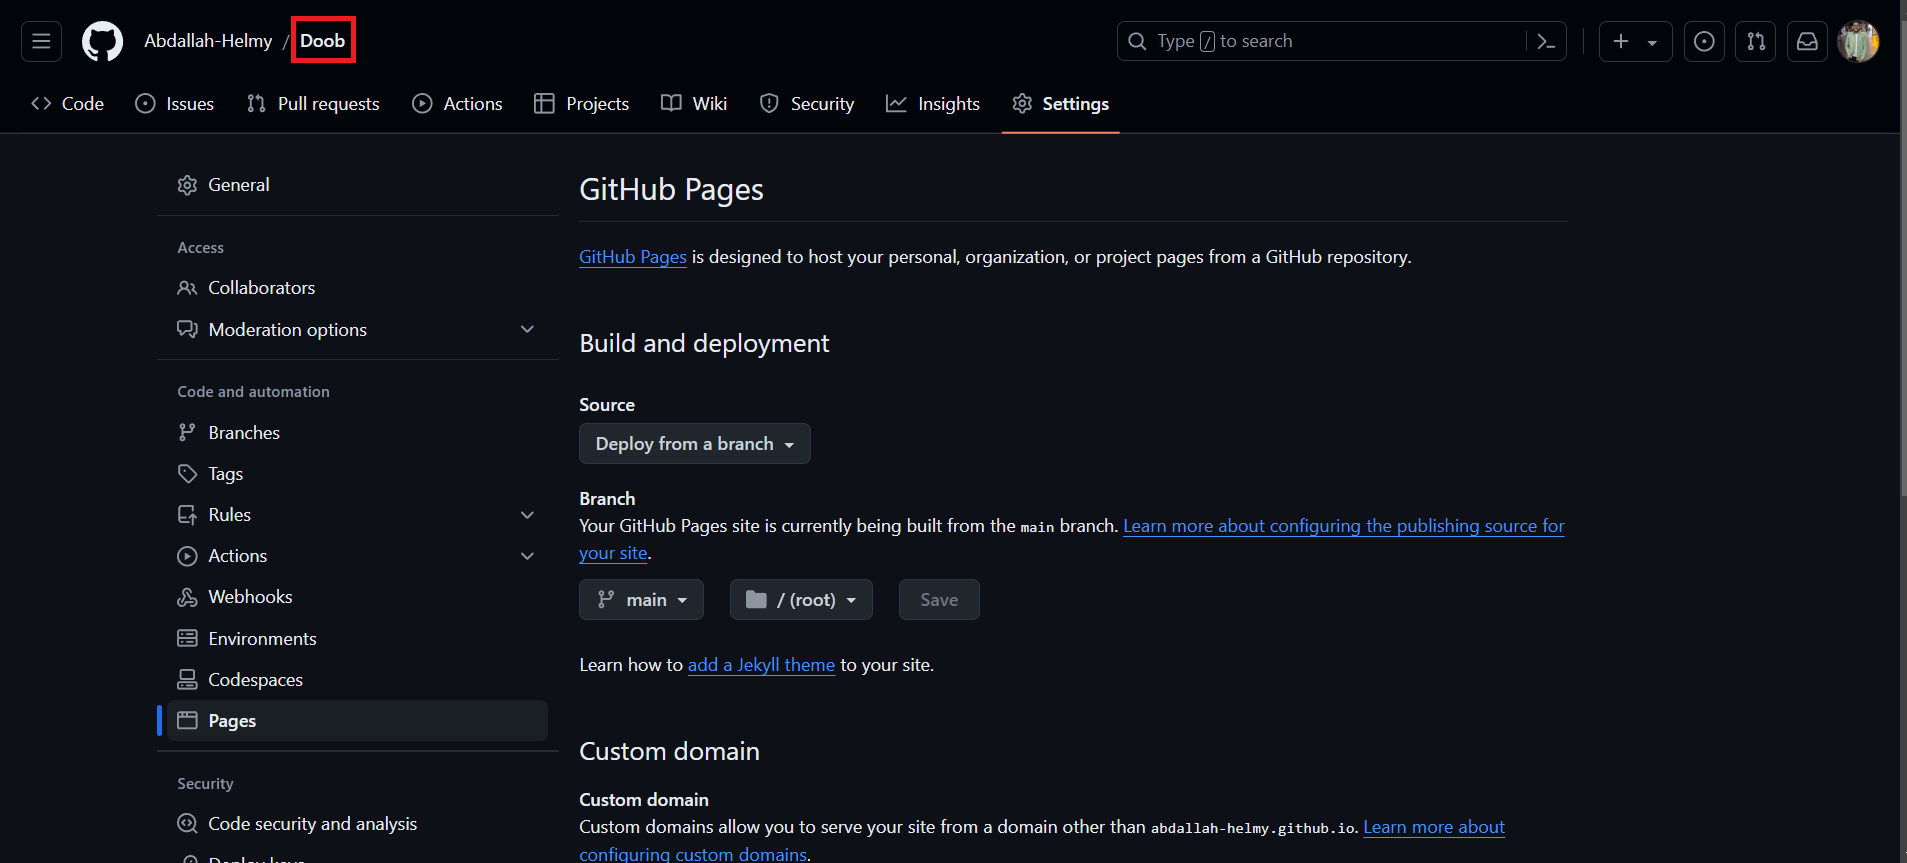 Abdallah-Helmy / Doob
Type / to search
Code
Issues
Pull requests
Actions
Projects
Wiki
Security
Insights
Settings
General
Access
Collaborators
Moderation options
Code and automation
Branches
Tags
Rules
Actions
Webhooks
Environments
Codespaces
Pages
Security
Code security and analysis
Deploy keys
GitHub Pages
GitHub Pages is designed to host your personal, organization, or project pages from a GitHub repository.
Build and deployment
Source
Deploy from a branch
Branch
Your GitHub Pages site is currently being built from the main branch. Learn more about configuring the publishing source for
your site.
main
/ (root)
Save
Learn how to add a Jekyll theme to your site.
Custom domain
Custom domain
Custom domains allow you to serve your site from a domain other than abdallah-helmy.github.io. Learn more about
configuring custom domains.